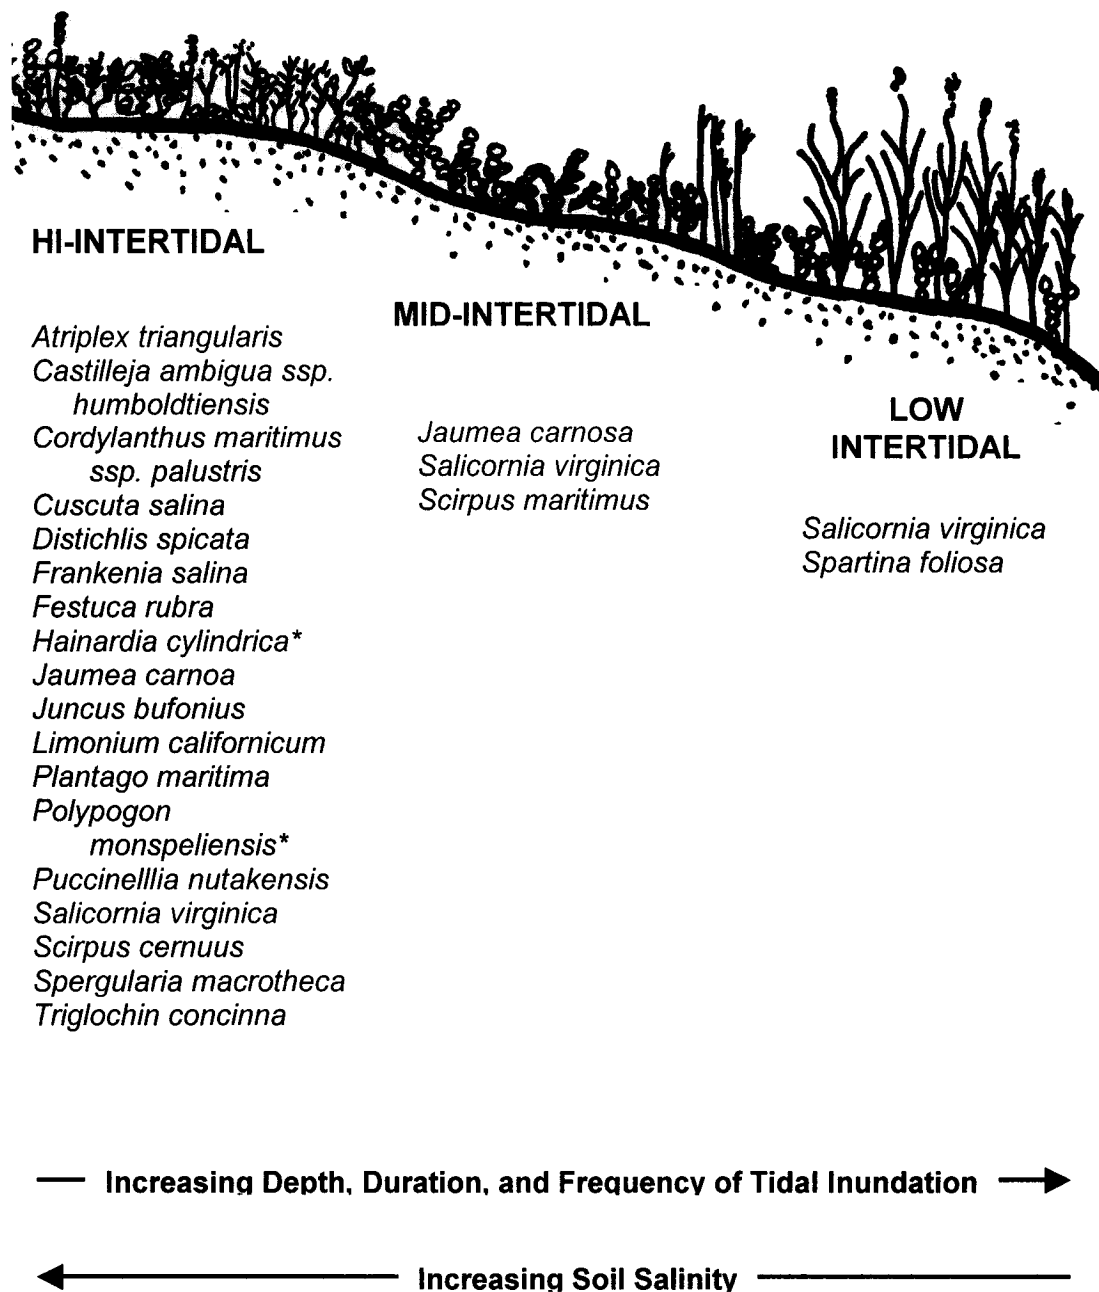 HI-INTERTIDAL
Atriplex triangularis
Castilleja ambigua ssp.
humboldtiensis
Cordylanthus maritimus
ssp. palustris
Cuscuta salina
Distichlis spicata
Frankenia salina
Festuca rubra
Hainardia cylindrica*
Jaumea carnoa
Juncus bufonius
Limonium californicum
Plantago maritima
Polypogon
monspeliensis*
Puccinelllia nutakensis
Salicornia virginica
Scirpus cernuus
Spergularia macrotheca
Triglochin concinna
MID-INTERTIDAL
Jaumea carnosa
Salicornia virginica
Scirpus maritimus
LOW
INTERTIDAL
Salicornia virginica
Spartina foliosa
Increasing Depth, Duration, and Frequency of Tidal Inundation
Increasing Soil Salinity